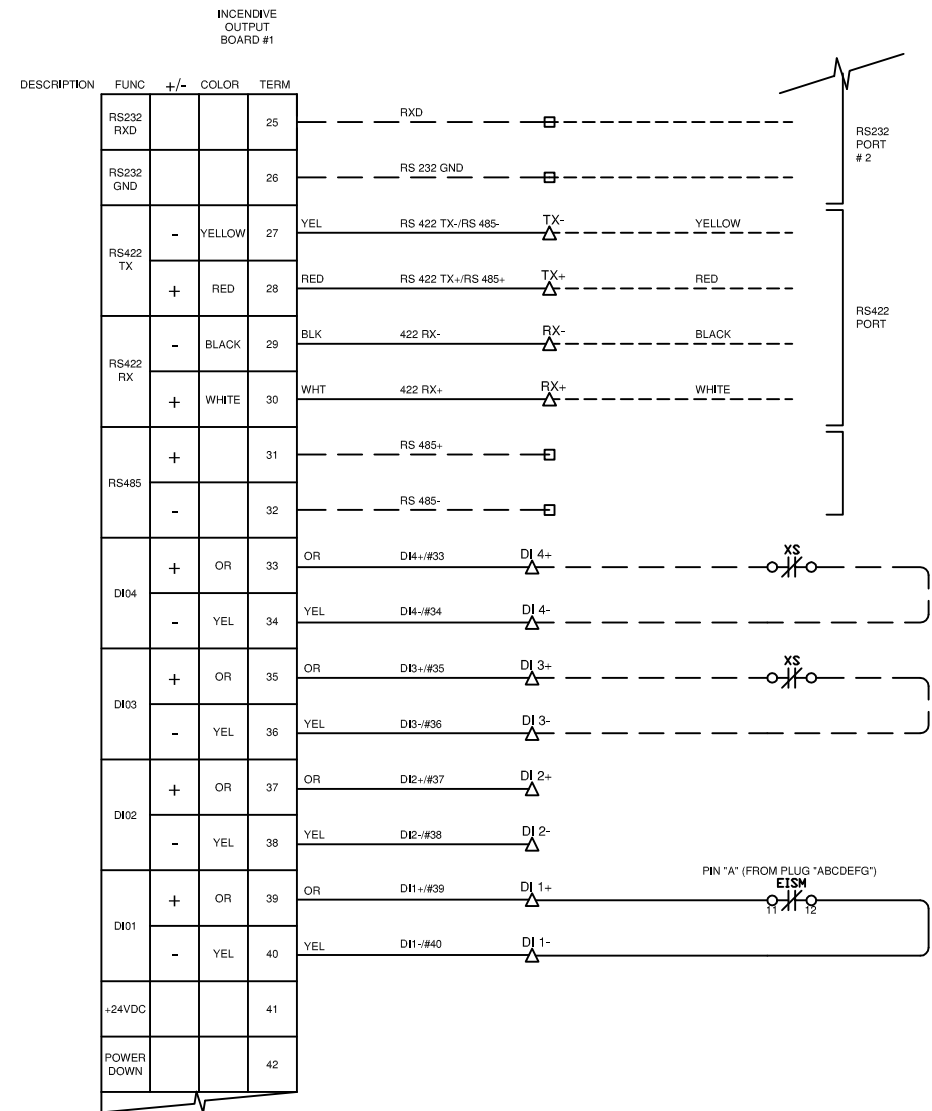 INCENDIVE
OUTPUT
BOARD #1
DESCRIPTION FUNC +/- COLOR TERM
RS232
RXD
25
RXD
RS232
GND
26
RS 232 GND
RS232
PORT
# 2
RS422
TX
- YELLOW 27 YEL RS 422 TX-/RS 485- TX- YELLOW
+ RED 28 RED RS 422 TX+/RS 485+ TX+ RED
RS422
PORT
RS422
RX
- BLACK 29 BLK 422 RX- RX- BLACK
+ WHITE 30 WHT 422 RX+ RX+ WHITE
RS485
+ 31 RS 485+
- 32 RS 485-
DI04
+ OR 33 OR DI4+/#33 DI 4+ XS
- YEL 34 YEL DI4-/#34 DI 4-
DI03
+ OR 35 OR DI3+/#35 DI 3+ XS
- YEL 36 YEL DI3-/#36 DI 3-
DI02
+ OR 37 OR DI2+/#37 DI 2+
- YEL 38 YEL DI2-/#38 DI 2-
PIN "A" (FROM PLUG "ABCDEFG")
EISM
DI01
+ OR 39 OR DI1+/#39 DI 1+ 11 12
- YEL 40 YEL DI1-/#40 DI 1-
+24VDC 41
POWER
DOWN
42